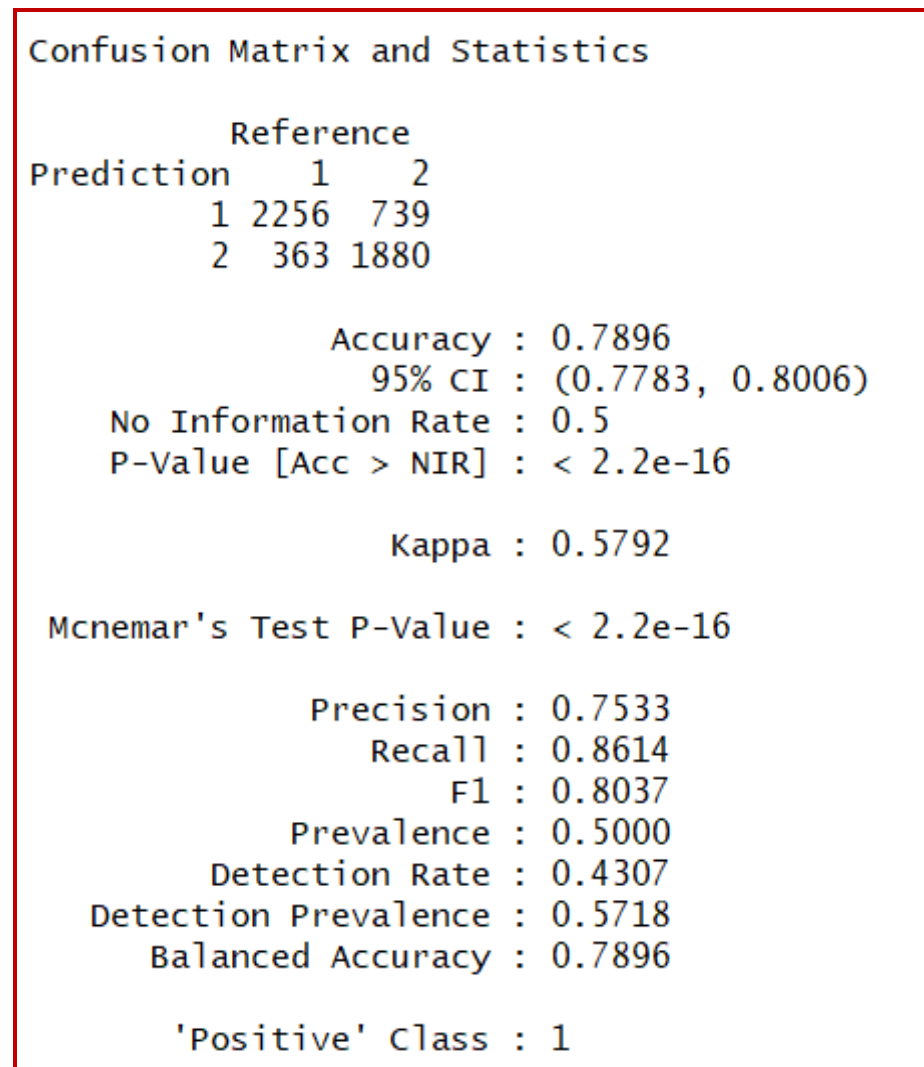 Confusion Matrix and Statistics
Reference
Prediction 1 2
1 2256 739
2 363 1880
Accuracy : 0.7896
95% CI : (0.7783, 0.8006)
No Information Rate : 0.5
P-Value [Acc > NIR] : < 2.2e-16
Kappa : 0.5792
Mcnemar's Test P-Value : < 2.2e-16
Precision : 0.7533
Recall : 0.8614
F1 : 0.8037
Prevalence : 0.5000
Detection Rate : 0.4307
Detection Prevalence : 0.5718
Balanced Accuracy : 0.7896
'Positive' Class : 1